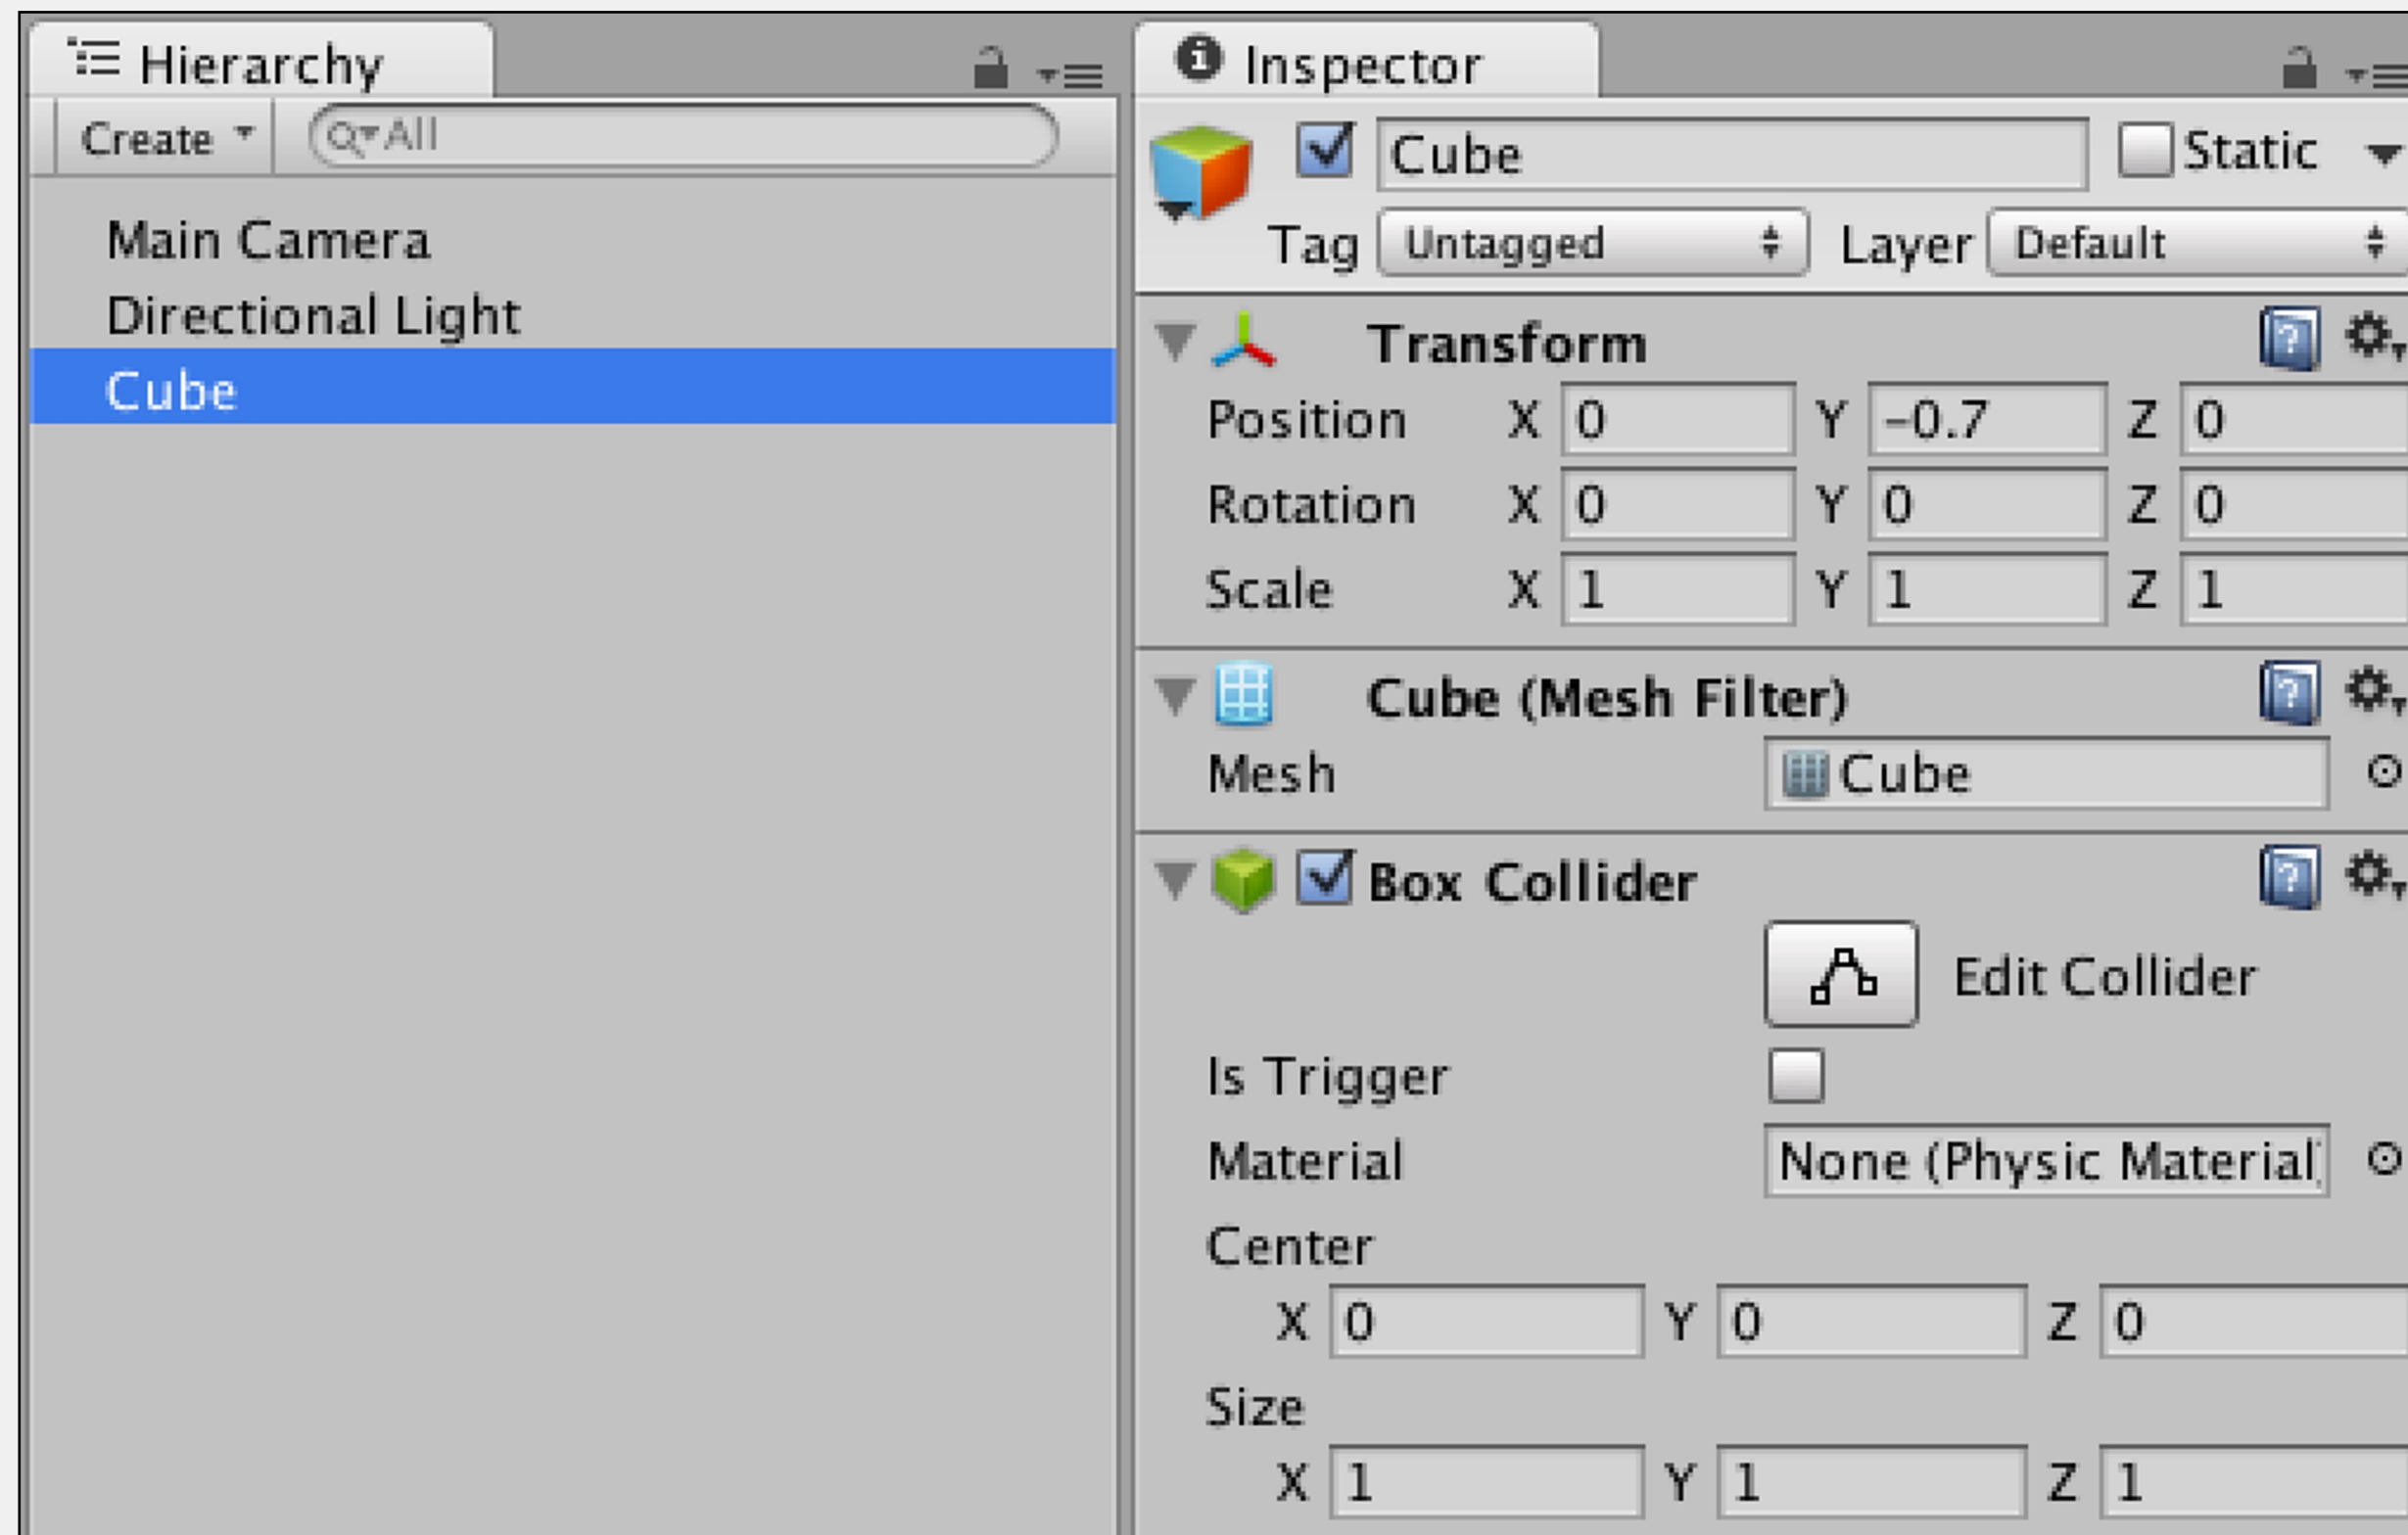 Hierarchy
Create
All
Main Camera
Directional Light
Cube
Inspector
Cube Static
Tag Untagged Layer Default
Transform
Position X 0 Y -0.7 Z 0
Rotation X 0 Y 0 Z 0
Scale X 1 Y 1 Z 1
Cube (Mesh Filter)
Mesh Cube
Box Collider
Edit Collider
Is Trigger
Material None (Physic Material)
Center
X 0 Y 0 Z 0
Size
X 1 Y 1 Z 1